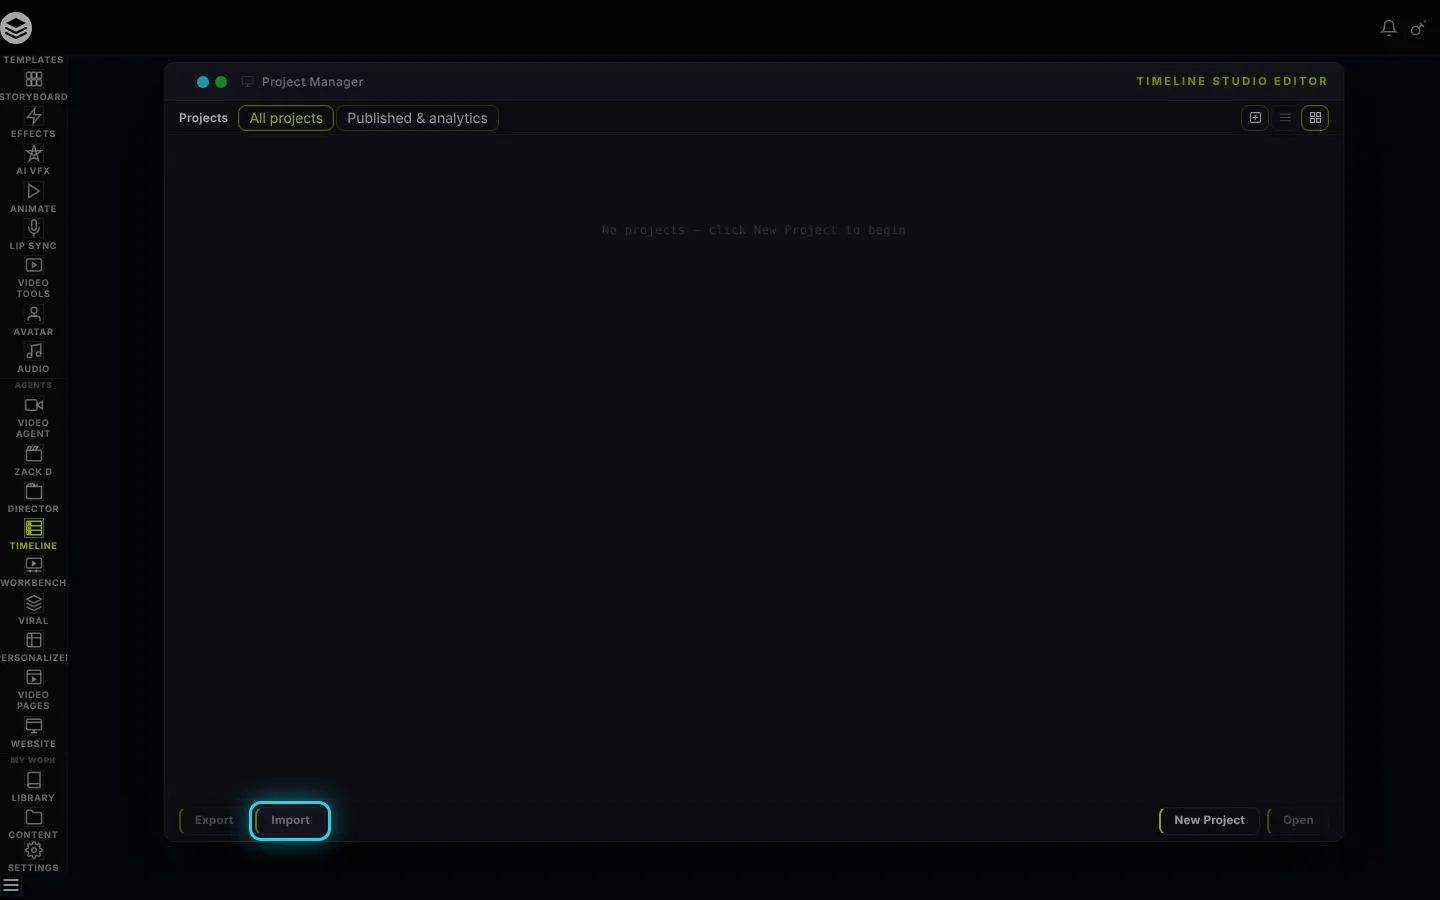 TEMPLATES
STORYBOARD
EFFECTS
AI VFX
ANIMATE
LIP SYNC
VIDEO
TOOLS
AVATAR
AUDIO
AGENTS
VIDEO
AGENT
ZACK D
DIRECTOR
TIMELINE
WORKBENCH
VIRAL
ERSONALIZE
VIDEO
PAGES
WEBSITE
MY WORK
LIBRARY
CONTENT
SETTINGS
Project Manager
TIMELINE STUDIO EDITOR
Projects All projects Published & analytics
No projects — click New Project to begin
Export Import New Project Open